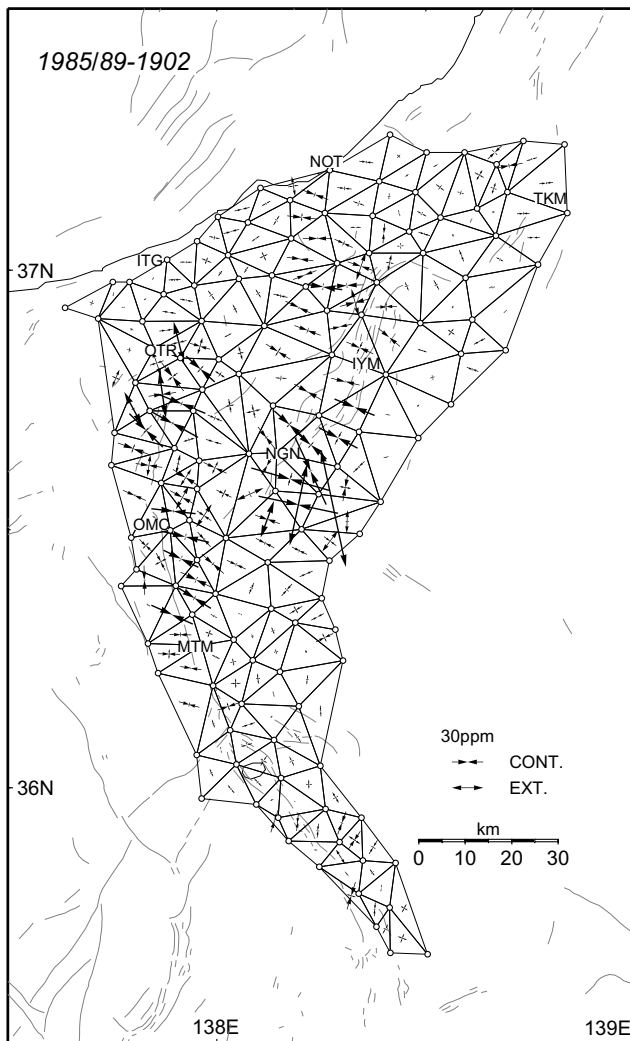 1985/89-1902
NOT
TKM
37N
ITG
OTR
IYM
NGN
OMC
MTM
30ppm
CONT.
EXT.
36N
km
0 10 20 30
138E
139E